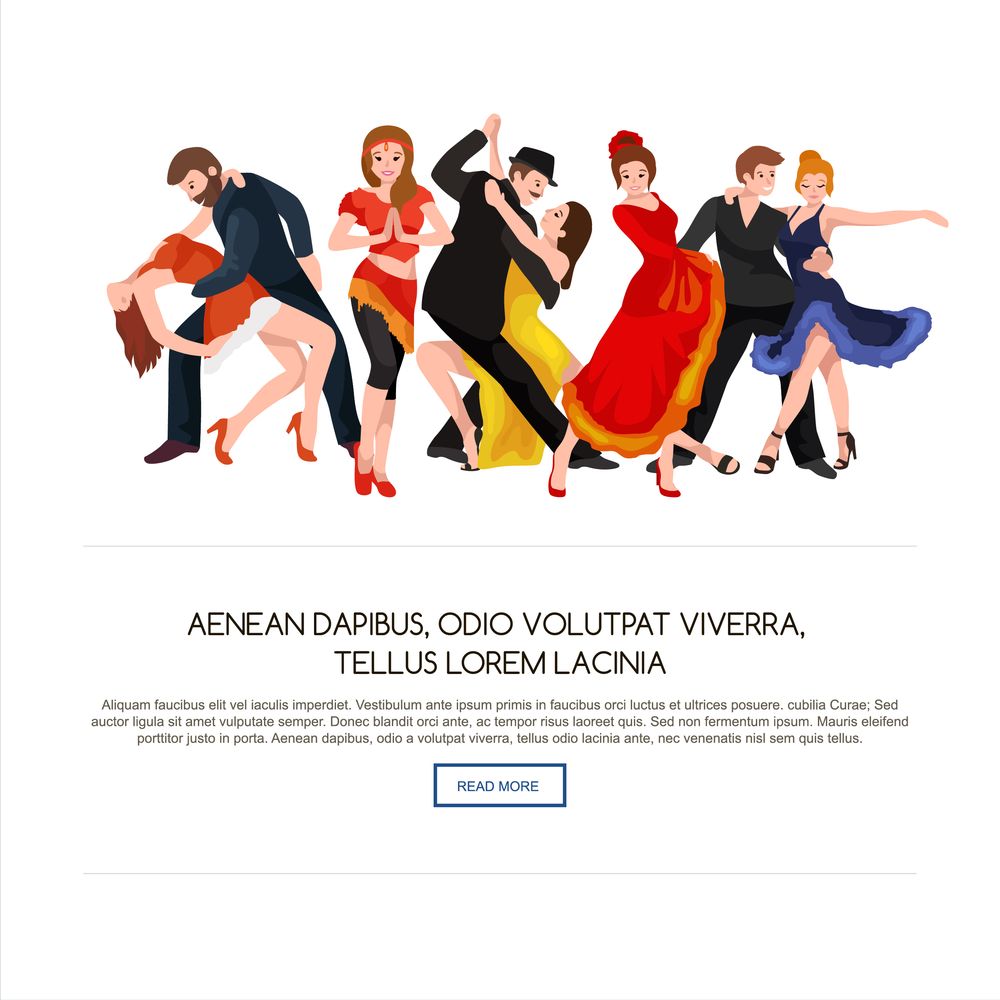 AENEAN DAPIBUS, ODIO VOLUTPAT VIVERRA,
TELLUS LOREM LACINIA
Aliquam faucibus elit vel iaculis imperdiet. Vestibulum ante ipsum primis in faucibus orci luctus et ultrices posuere. cubilia Curae; Sed
auctor ligula sit amet vulputate semper. Donec blandit orci ante, ac tempor risus laoreet quis. Sed non fermentum ipsum. Mauris eleifend
porttitor justo in porta. Aenean dapibus, odio a volutpat viverra, tellus odio lacinia ante, nec venenatis nisl sem quis tellus.
READ MORE